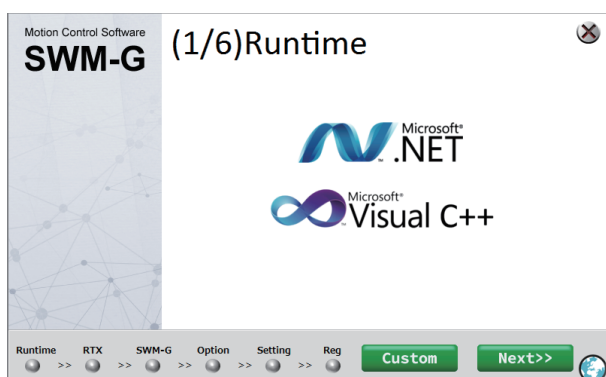 Motion Control Software
SWM-G
(1/6)Runtime
Microsoft®
.NET
Microsoft®
Visual C++
Runtime >> RTX >> SWM-G >> Option >> Setting >> Reg
Custom
Next>>